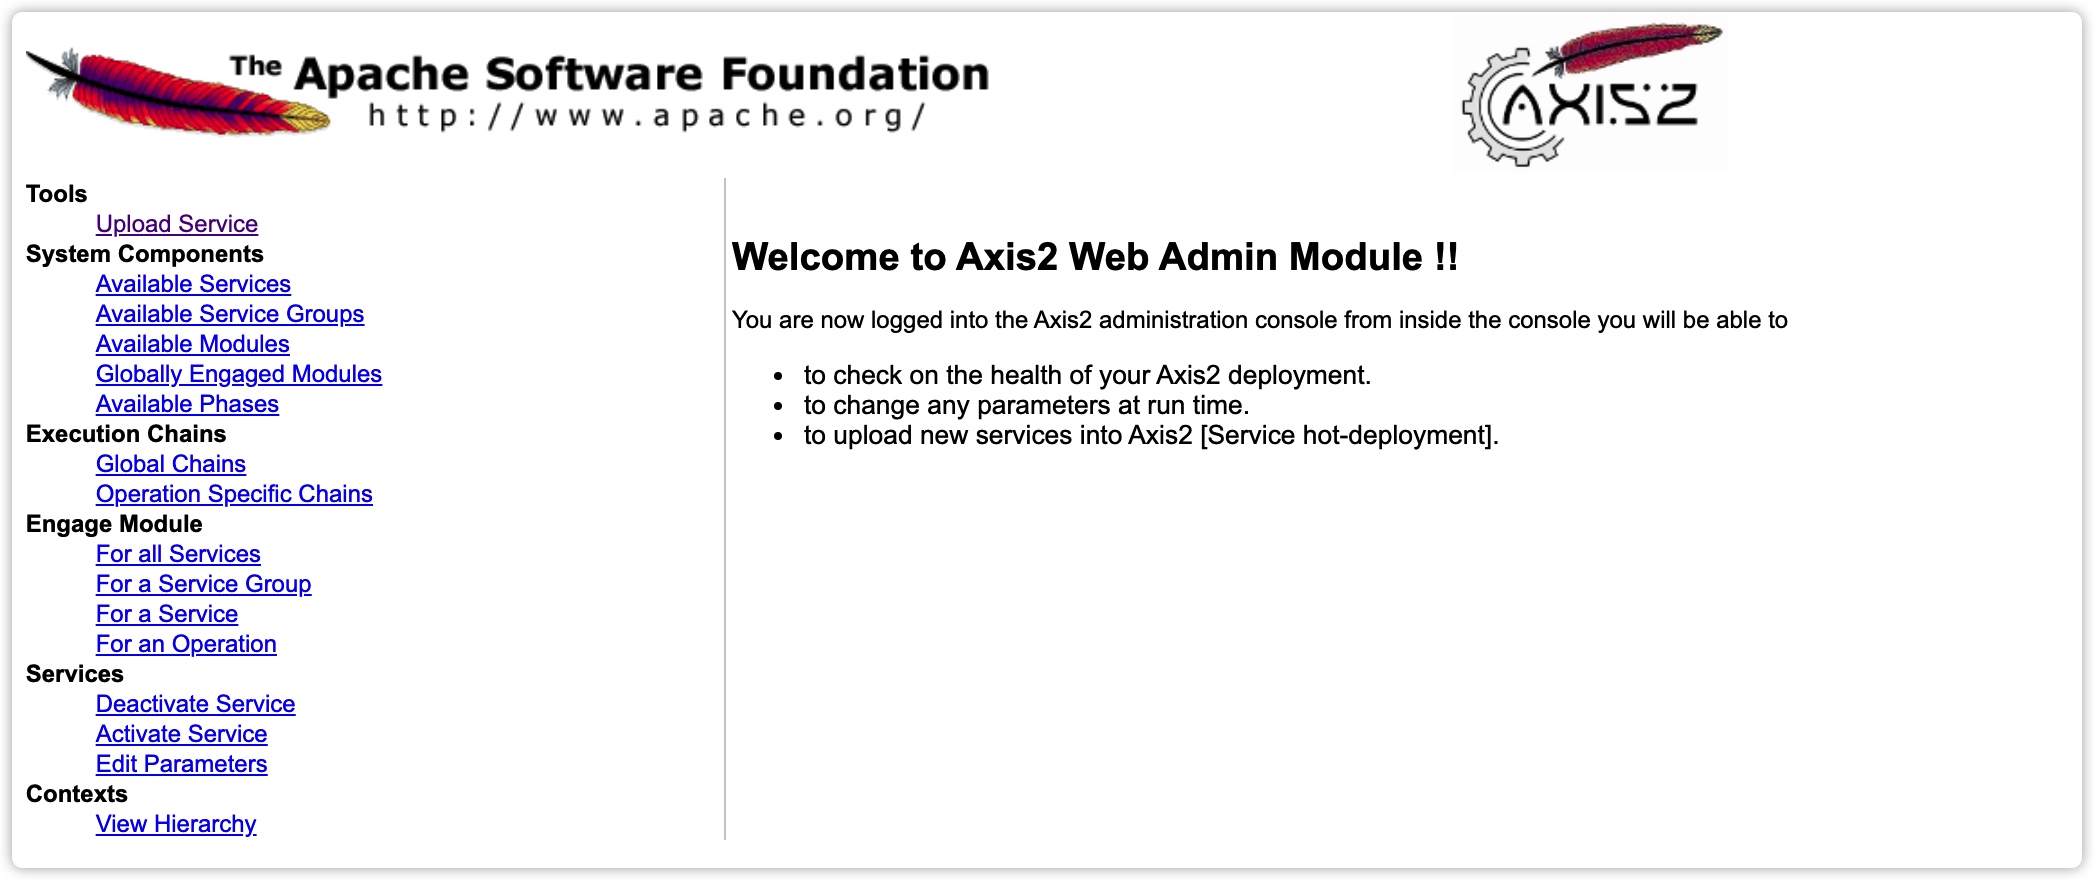 The Apache Software Foundation
http://www.apache.org/
AXIS2
Tools
Upload Service
System Components
Available Services
Available Service Groups
Available Modules
Globally Engaged Modules
Available Phases
Execution Chains
Global Chains
Operation Specific Chains
Engage Module
For all Services
For a Service Group
For a Service
For an Operation
Services
Deactivate Service
Activate Service
Edit Parameters
Contexts
View Hierarchy
Welcome to Axis2 Web Admin Module !!
You are now logged into the Axis2 administration console from inside the console you will be able to
• to check on the health of your Axis2 deployment.
• to change any parameters at run time.
• to upload new services into Axis2 [Service hot-deployment].